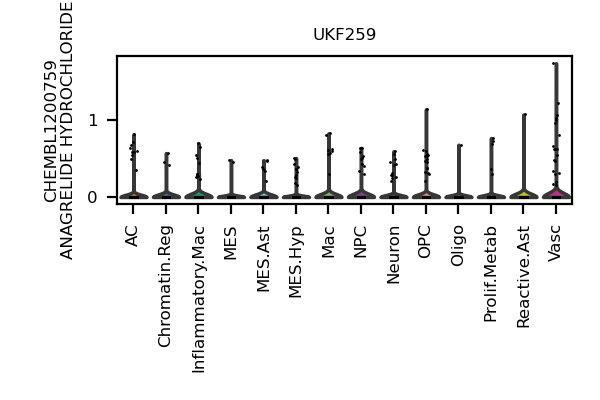 UKF259
CHEMBL1200759
ANAGRELIDE HYDROCHLORIDE
1
0
AC
Chromatin.Reg
Inflammatory.Mac
MES
MES.Ast
MES.Hyp
Mac
NPC
Neuron
OPC
Oligo
Prolif.Metab
Reactive.Ast
Vasc